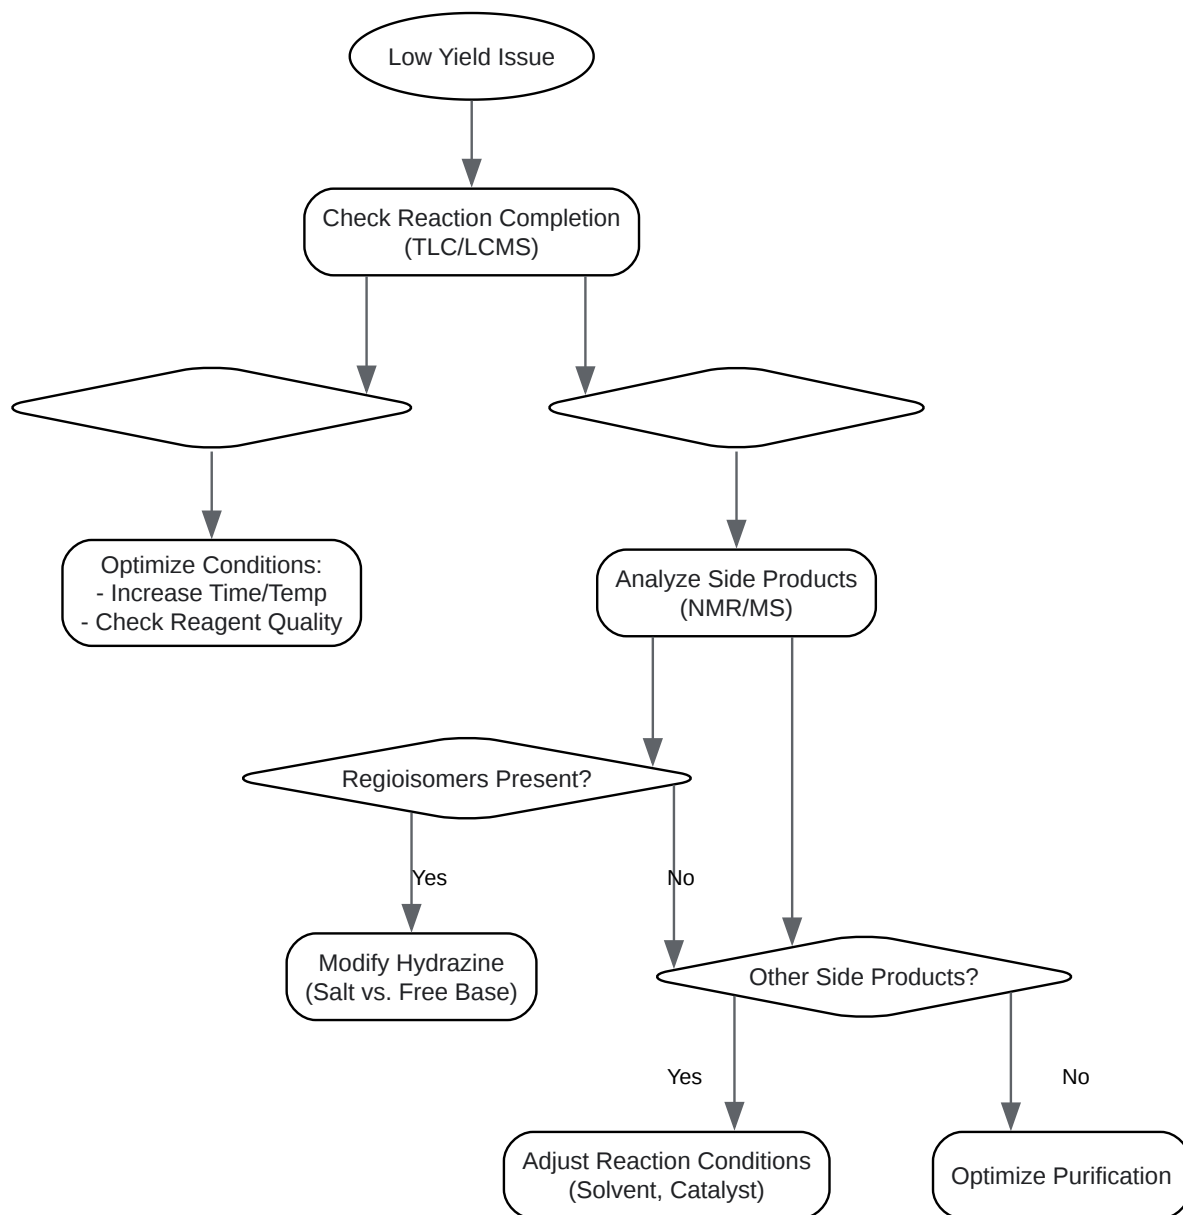 Low Yield Issue
Check Reaction Completion
(TLC/LCMS)
Optimize Conditions:
- Increase Time/Temp
- Check Reagent Quality
Analyze Side Products
(NMR/MS)
Regioisomers Present?
Yes
No
Modify Hydrazine
(Salt vs. Free Base)
Other Side Products?
Yes
No
Adjust Reaction Conditions
(Solvent, Catalyst)
Optimize Purification